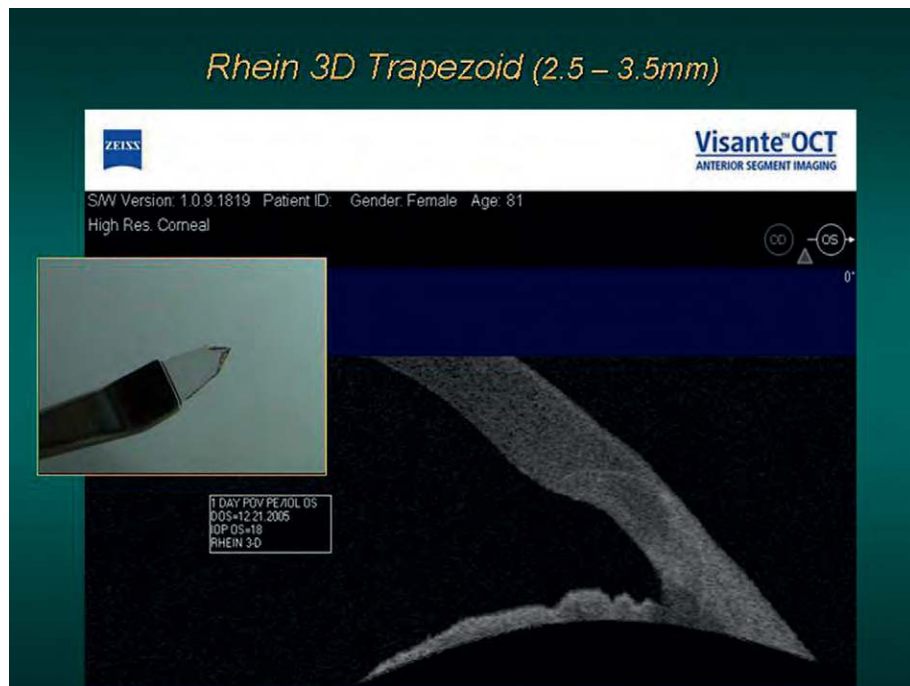 Rhein 3D Trapezoid (2.5 – 3.5mm)
ZEISS
Visante™ OCT
ANTERIOR SEGMENT IMAGING
S/W Version: 1.0.9.1819 Patient ID: Gender: Female Age: 81
High Res. Corneal
OD OS
0°
1 DAY POV PE/IOL OS
DOS=12.21.2005
IOP OS=18
RHEIN 3-D